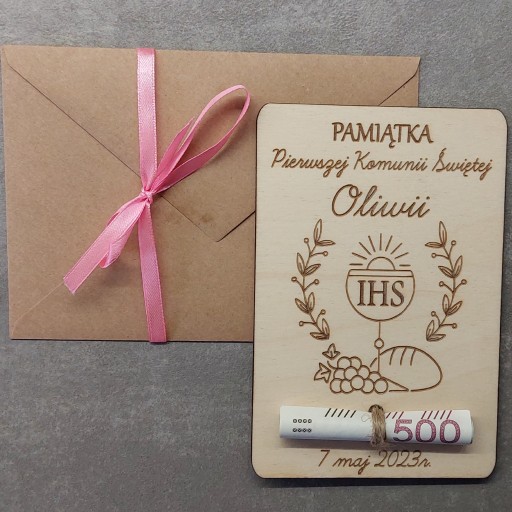 PAMIĄTKA
Pierwszej Komunii Świętej
Oliwii
IHS
500
7 maj 2023r.